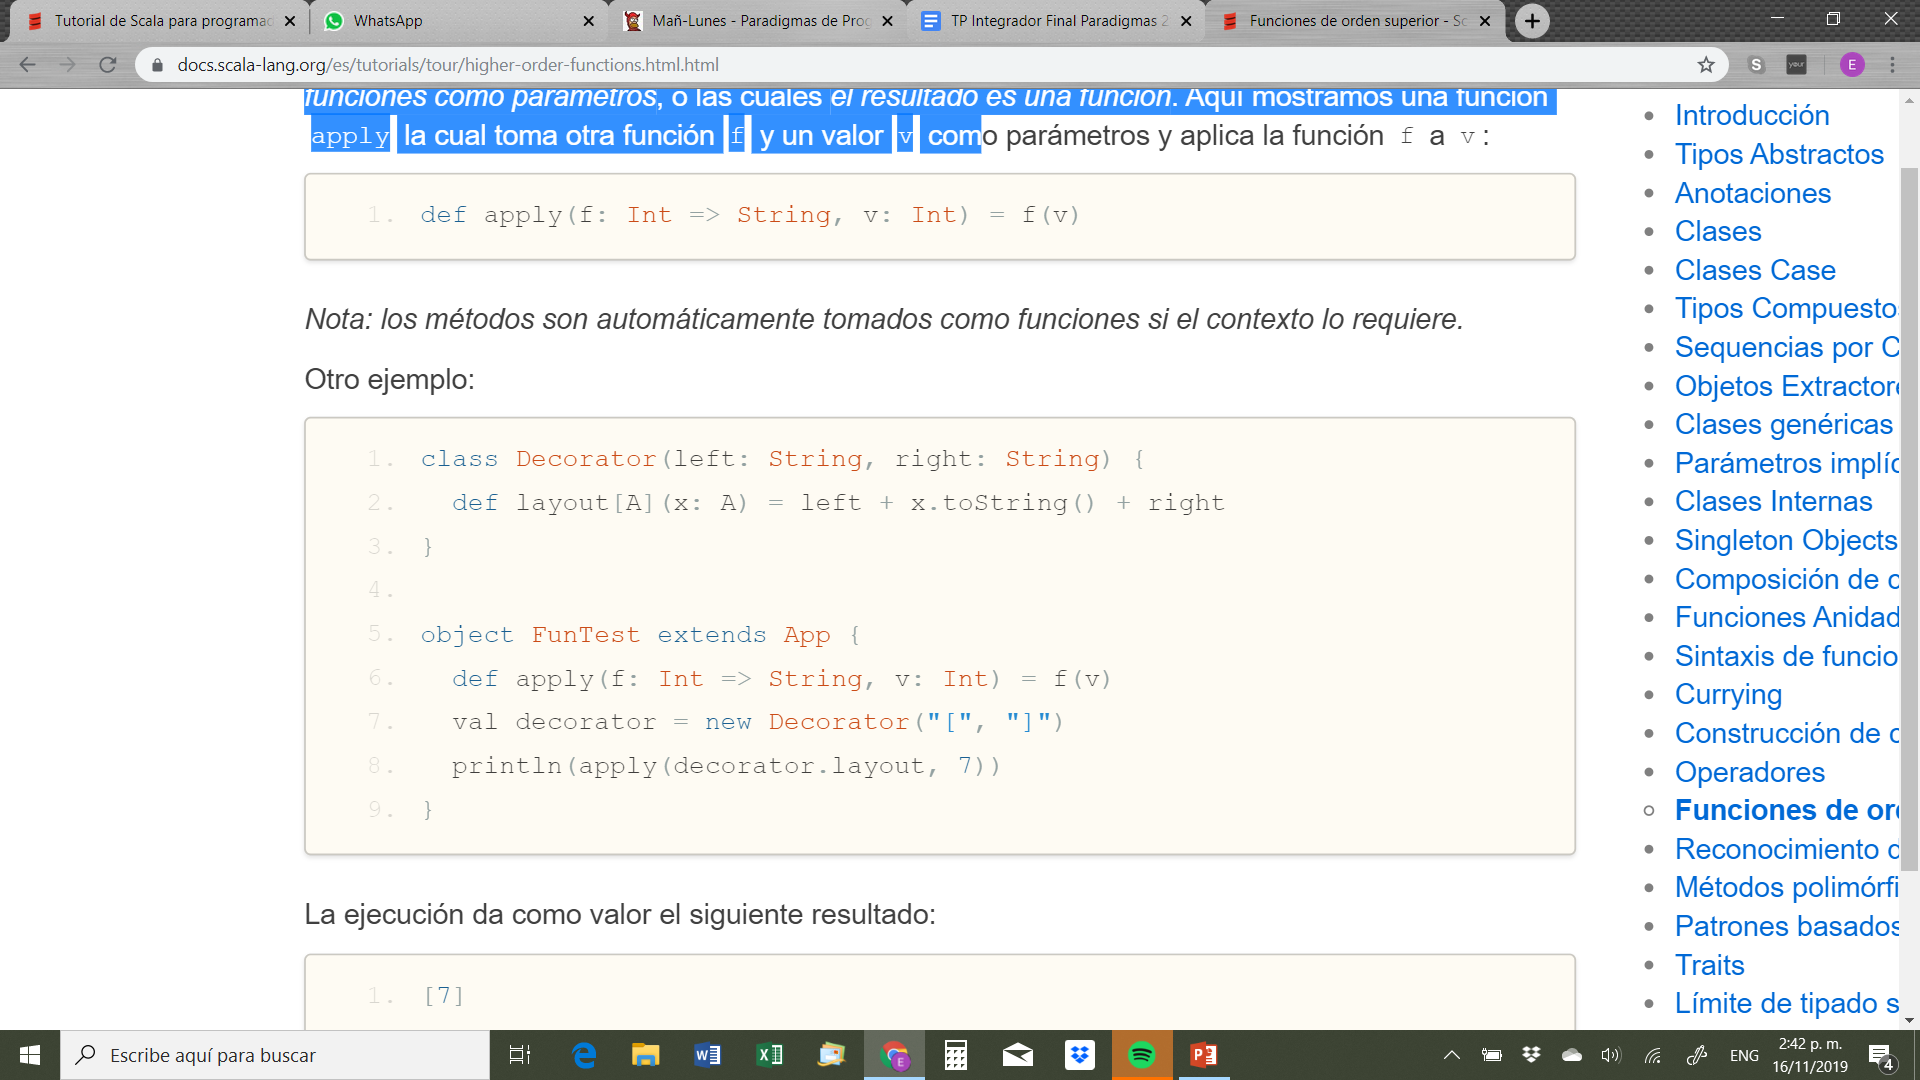 Tutorial de Scala para programad
WhatsApp
Mañ-Lunes - Paradigmas de Prog
TP Integrador Final Paradigmas 2
Funciones de orden superior - Sc
docs.scala-lang.org/es/tutorials/tour/higher-order-functions.html.html
S
your
E
funciones como parámetros, o las cuales el resultado es una función. Aquí mostramos una función
apply la cual toma otra función f y un valor v como parámetros y aplica la función f a v:
1. def apply(f: Int => String, v: Int) = f(v)
Nota: los métodos son automáticamente tomados como funciones si el contexto lo requiere.
Otro ejemplo:
1. class Decorator(left: String, right: String) {
2. def layout[A](x: A) = left + x.toString() + right
3. }
4.
5. object FunTest extends App {
6. def apply(f: Int => String, v: Int) = f(v)
7. val decorator = new Decorator("[", "]")
8. println(apply(decorator.layout, 7))
9. }
La ejecución da como valor el siguiente resultado:
1. [7]
Introducción
Tipos Abstractos
Anotaciones
Clases
Clases Case
Tipos Compuestos
Sequencias por C
Objetos Extractore
Clases genéricas
Parámetros implíc
Clases Internas
Singleton Objects
Composición de c
Funciones Anidad
Sintaxis de funcio
Currying
Construcción de c
Operadores
Funciones de ord
Reconocimiento d
Métodos polimórfi
Patrones basados
Traits
Límite de tipado s
Escribe aquí para buscar
E
ENG
2:42 p. m.
16/11/2019
4